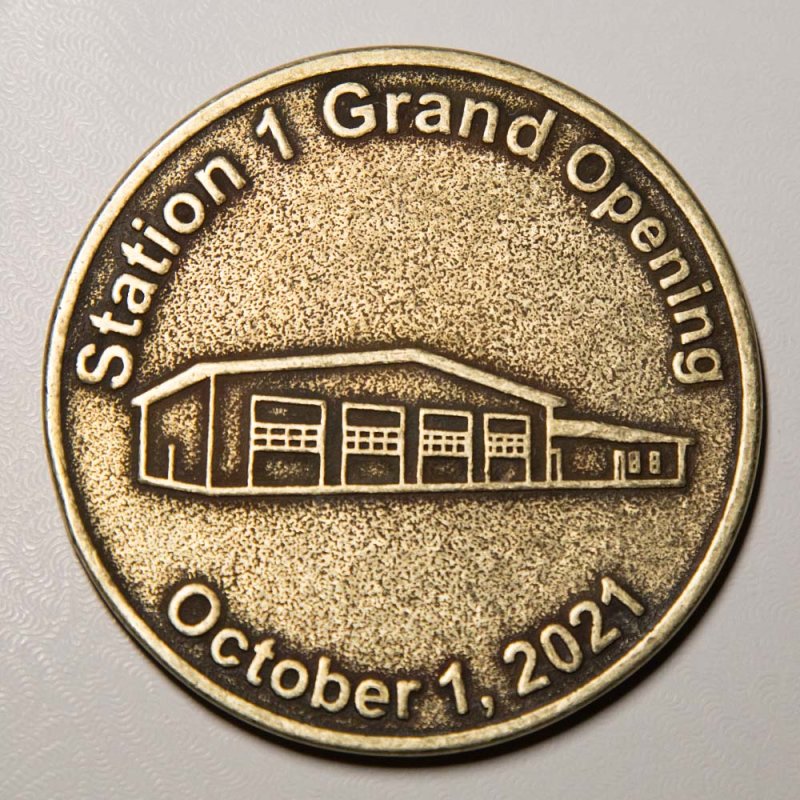 Station 1 Grand Opening
October 1, 2021